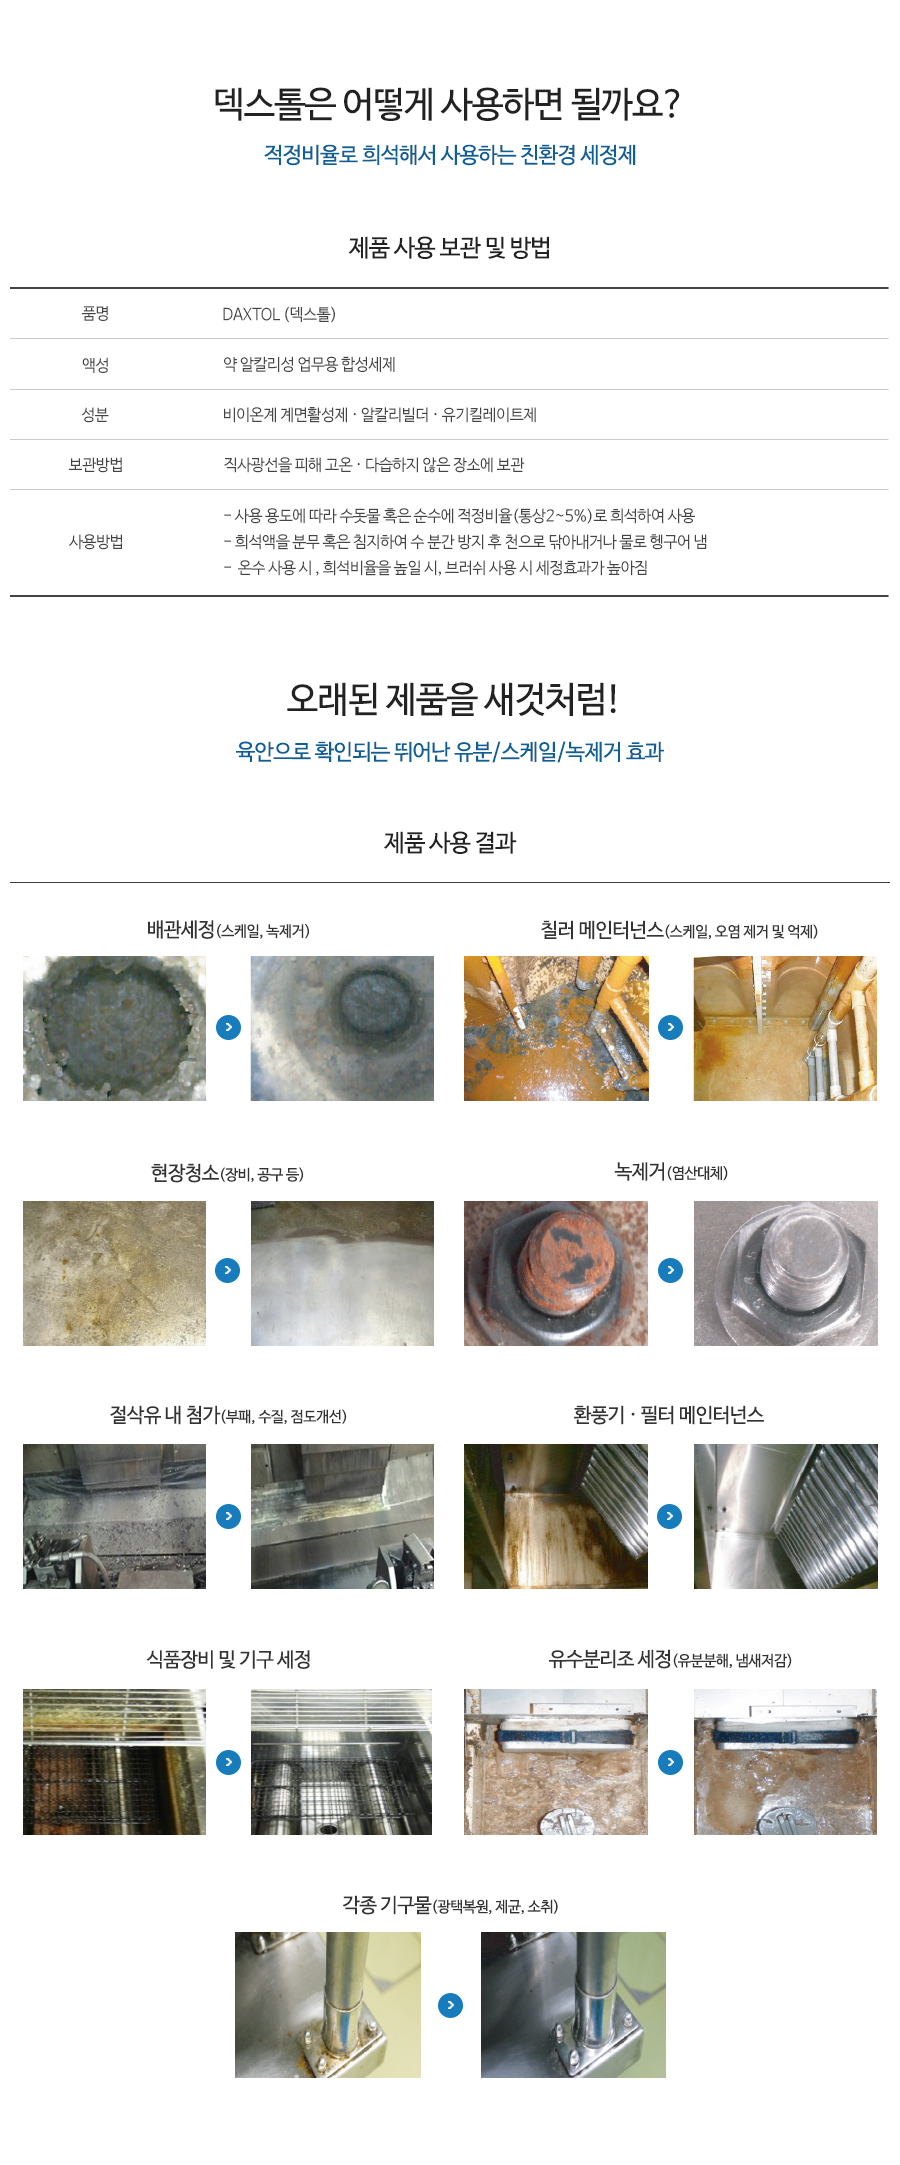 덱스톨은 어떻게 사용하면 될까요?
적정비율로 희석해서 사용하는 친환경 세정제
제품 사용 보관 및 방법
품명 DAXTOL (덱스톨)
액성 약 알칼리성 업무용 합성세제
성분 비이온계 계면활성제 · 알칼리빌더 · 유기킬레이트제
보관방법 직사광선을 피해 고온 · 다습하지 않은 장소에 보관
사용방법
- 사용 용도에 따라 수돗물 혹은 순수에 적정비율(통상2~5%)로 희석하여 사용
- 희석액을 분무 혹은 침지하여 수 분간 방지 후 천으로 닦아내거나 물로 헹구어 냄
- 온수 사용 시 , 희석비율을 높일 시, 브러쉬 사용 시 세정효과가 높아짐
오래된 제품을 새것처럼!
육안으로 확인되는 뛰어난 유분/스케일/녹제거 효과
제품 사용 결과
배관세정(스케일, 녹제거)
칠러 메인터넌스(스케일, 오염 제거 및 억제)
현장청소(장비, 공구 등)
녹제거(염산대체)
절삭유 내 첨가(부패, 수질, 점도개선)
환풍기 · 필터 메인터넌스
식품장비 및 기구 세정
유수분리조 세정(유분분해, 냄새저감)
각종 기구물(광택복원, 제균, 소취)